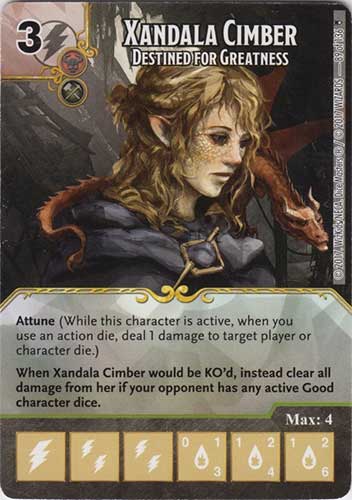 3
XANDALA CIMBER
DESTINED FOR GREATNESS
Attune (While this character is active, when you
use an action die, deal 1 damage to target player or
character die.)
When Xandala Cimber would be KO'd, instead clear all
damage from her if your opponent has any active Good
character dice.
Max: 4
0 1 3
1 2 4
1 2 6